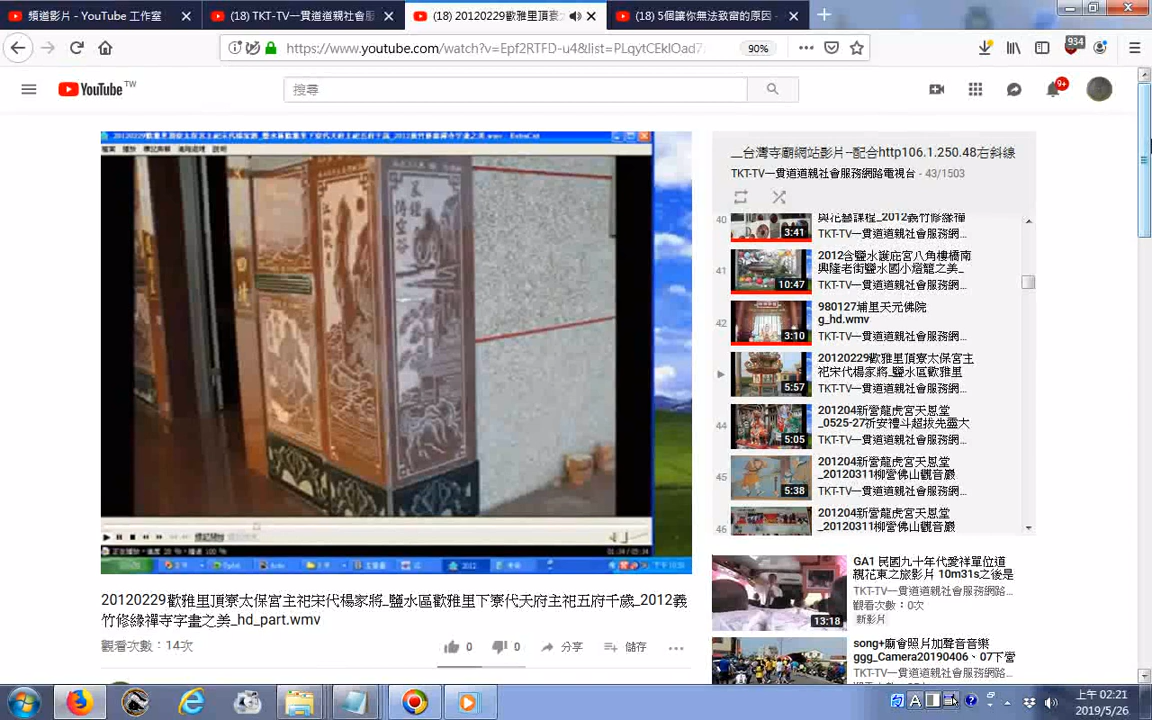 頻道影片 - YouTube 工作室
(18) TKT-TV一貫道道親社會服
(18) 20120229歡雅里頂寮
(18) 5個讓你無法致富的原因 -
https://www.youtube.com/watch?v=Epf2RTFD-u4&list=PLqytCEklOad7
90%
934
YouTube TW
搜尋
9+
__台灣寺廟網站影片--配合http106.1.250.48右斜線
TKT-TV一貫道道親社會服務網路電視台 - 43/1503
40
3:41
與花藝課程_2012義竹修緣禪
TKT-TV一貫道道親社會服務網...
41
10:47
2012含鹽水護庇宮八角樓橋南
興隆老街鹽水國小燈籠之美_
TKT-TV一貫道道親社會服務網...
42
3:10
980127埔里天元佛院
g_hd.wmv
TKT-TV一貫道道親社會服務網...
5:57
20120229歡雅里頂寮太保宮主
祀宋代楊家將_鹽水區歡雅里
TKT-TV一貫道道親社會服務網...
44
5:05
201204新營龍虎宮天恩堂
_0525-27祈安禮斗超拔先靈大
TKT-TV一貫道道親社會服務網...
45
5:38
201204新營龍虎宮天恩堂
_20120311柳營佛山觀音巖
TKT-TV一貫道道親社會服務網...
46
201204新營龍虎宮天恩堂
_20120311柳營佛山觀音巖
20120229歡雅里頂寮太保宮主祀宋代楊家將_鹽水區歡雅里下寮代天府主祀五府千歲_2012義
竹修緣禪寺字畫之美_hd_part.wmv
觀看次數：14次
0
0
分享
儲存
13:18
GA1 民國九十年代愛祥單位道
親花東之旅影片 10m31s之後是
TKT-TV一貫道道親社會服務網...
觀看次數：0次
新影片
song+廟會照片加聲音音樂
ggg_Camera20190406、07下營
TKT-TV一貫道道親社會服務網...
上午 02:21
2019/5/26